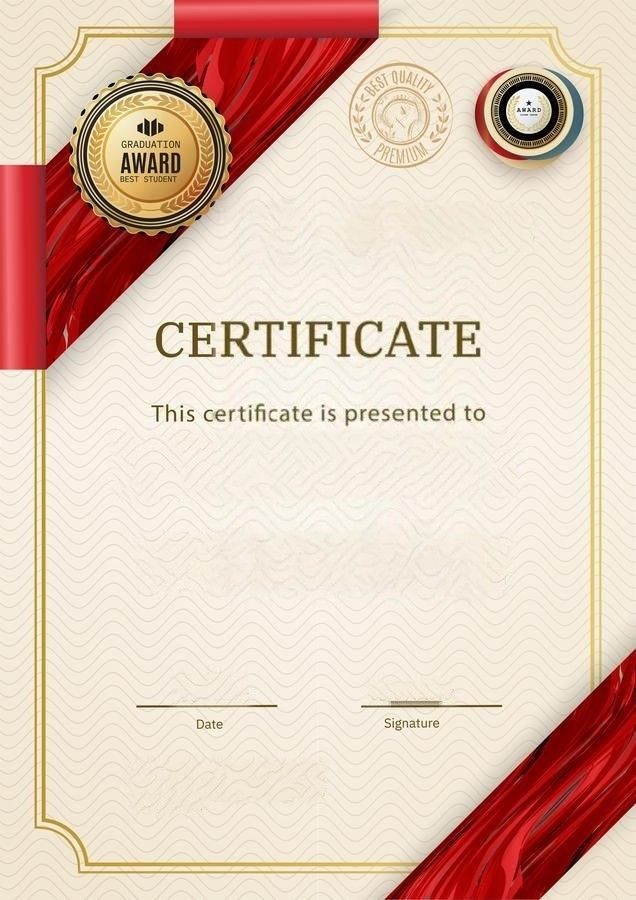 GRADUATION
AWARD
BEST STUDENT
BEST QUALITY
PREMIUM
AWARD
CERTIFICATE
This certificate is presented to
Date
Signature